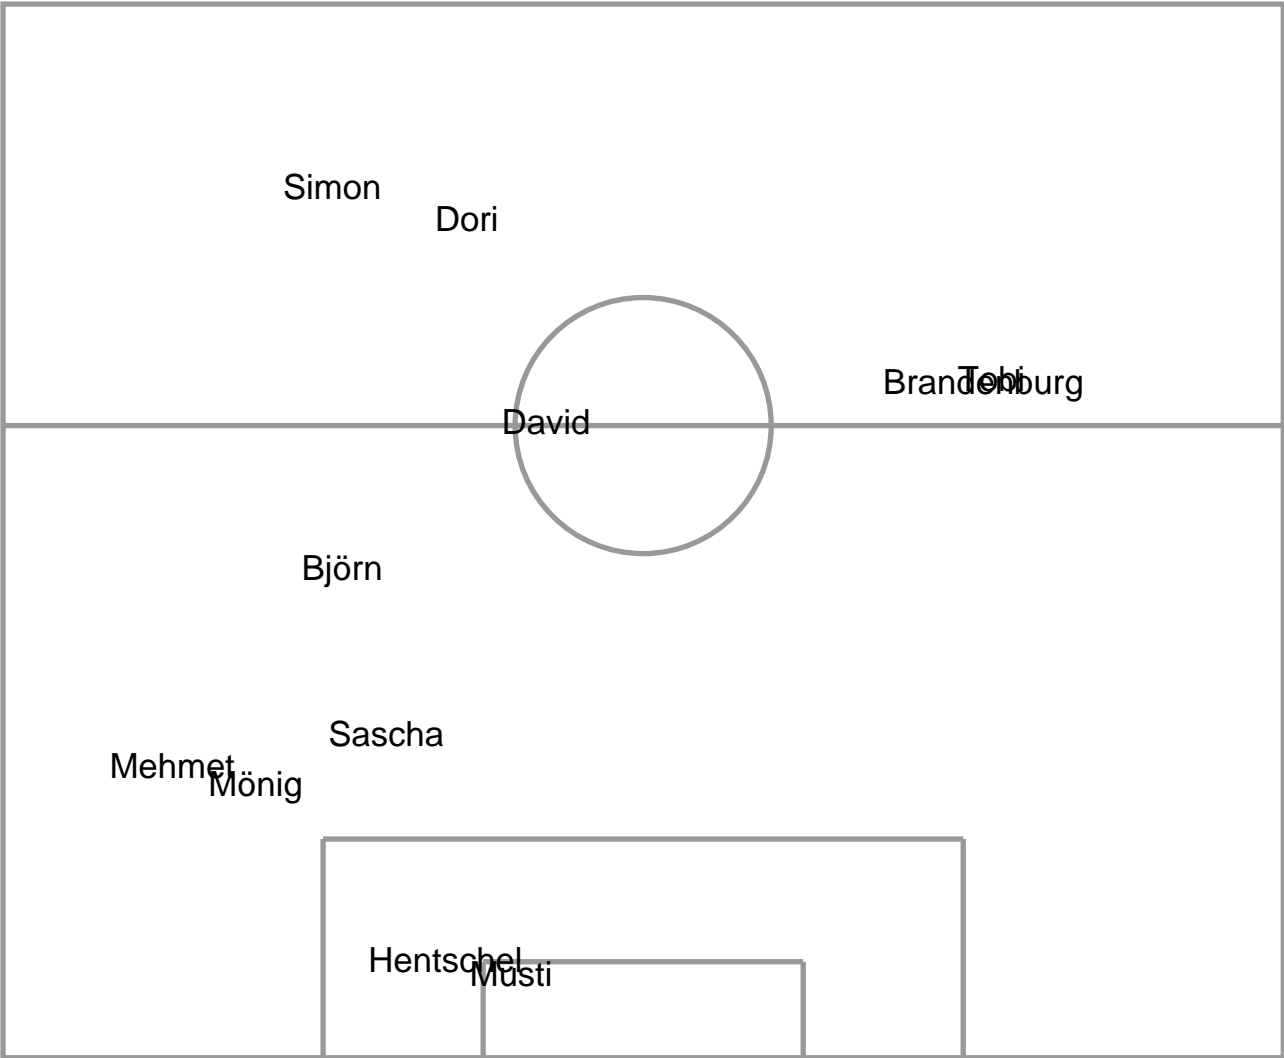 Simon
Dori
Brandenburg
Tobi
David
Björn
Sascha
Mehmet
Mönig
Hentschel
Musti